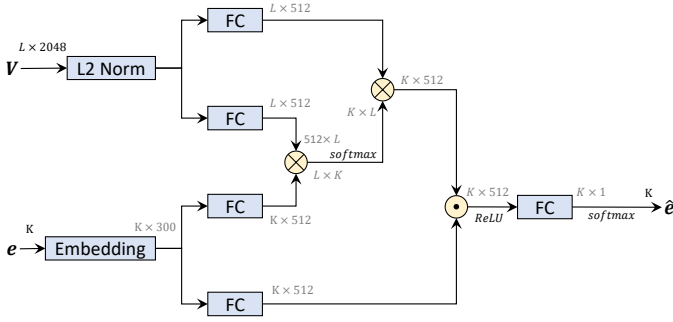 FC
L × 512
L × 2048
V
L2 Norm
K × 512
K × L
FC
L × 512
512× L
softmax
L × K
FC
K × 512
K × 512
ReLU
FC
K × 1
softmax
K
ê
e
K
Embedding
K × 300
FC
K × 512